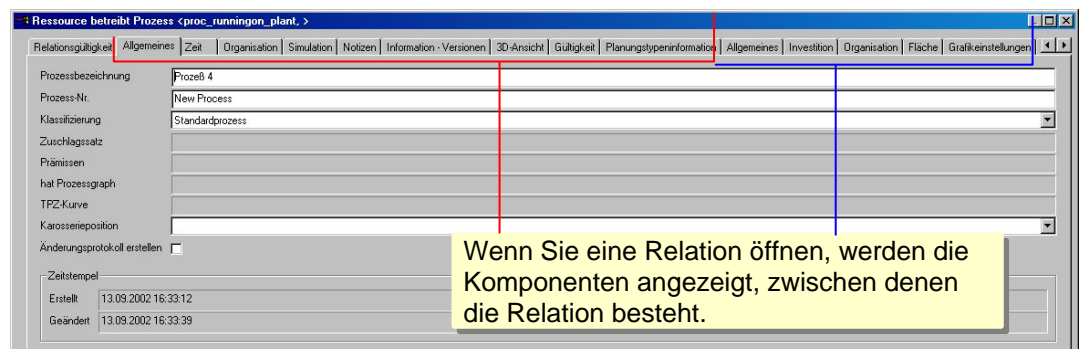 Ressource betreibt Prozess <proc_runningon_plant, >
Relationsgültigkeit Allgemeines Zeit Organisation Simulation Notizen Information - Versionen 3D-Ansicht Gültigkeit Planungstypeninformation Allgemeines Investition Organisation Fläche Grafikeinstellungen
Prozessbezeichnung Prozeß 4
Prozess-Nr. New Process
Klassifizierung Standardprozess
Zuschlagssatz
Prämissen
hat Prozessgraph
TPZ-Kurve
Karosserieposition
Änderungsprotokoll erstellen
Wenn Sie eine Relation öffnen, werden die
Komponenten angezeigt, zwischen denen
die Relation besteht.
Zeitstempel
Erstellt 13.09.2002 16:33:12
Geändert 13.09.2002 16:33:39